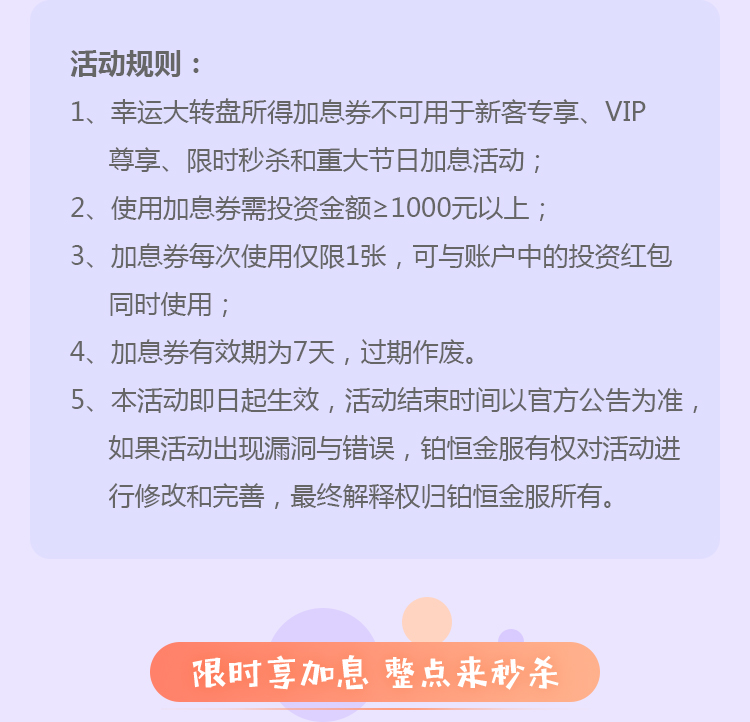 活动规则：
1、幸运大转盘所得加息券不可用于新客专享、VIP
尊享、限时秒杀和重大节日加息活动；
2、使用加息券需投资金额≥1000元以上；
3、加息券每次使用仅限1张，可与账户中的投资红包
同时使用；
4、加息券有效期为7天，过期作废。
5、本活动即日起生效，活动结束时间以官方公告为准，
如果活动出现漏洞与错误，铂恒金服有权对活动进
行修改和完善，最终解释权归铂恒金服所有。
限时享加息 整点来秒杀